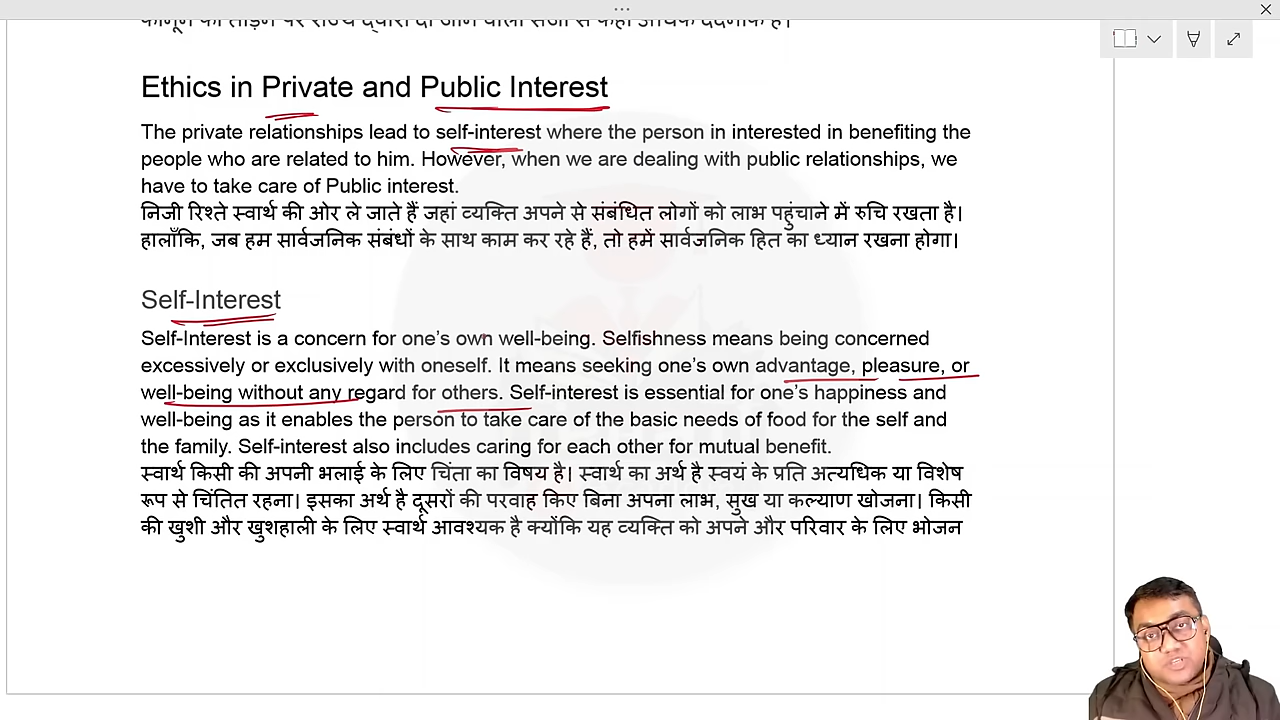 Ethics in Private and Public Interest
The private relationships lead to self-interest where the person in interested in benefiting the
people who are related to him. However, when we are dealing with public relationships, we
have to take care of Public interest.
निजी रिश्ते स्वार्थ की ओर ले जाते हैं जहां व्यक्ति अपने से संबंधित लोगों को लाभ पहुंचाने में रुचि रखता है।
हालाँकि, जब हम सार्वजनिक संबंधों के साथ काम कर रहे हैं, तो हमें सार्वजनिक हित का ध्यान रखना होगा।
Self-Interest
Self-Interest is a concern for one's own well-being. Selfishness means being concerned
excessively or exclusively with oneself. It means seeking one's own advantage, pleasure, or
well-being without any regard for others. Self-interest is essential for one's happiness and
well-being as it enables the person to take care of the basic needs of food for the self and
the family. Self-interest also includes caring for each other for mutual benefit.
स्वार्थ किसी की अपनी भलाई के लिए चिंता का विषय है। स्वार्थ का अर्थ है स्वयं के प्रति अत्यधिक या विशेष
रूप से चिंतित रहना। इसका अर्थ है दूसरों की परवाह किए बिना अपना लाभ, सुख या कल्याण खोजना। किसी
की खुशी और खुशहाली के लिए स्वार्थ आवश्यक है क्योंकि यह व्यक्ति को अपने और परिवार के लिए भोजन